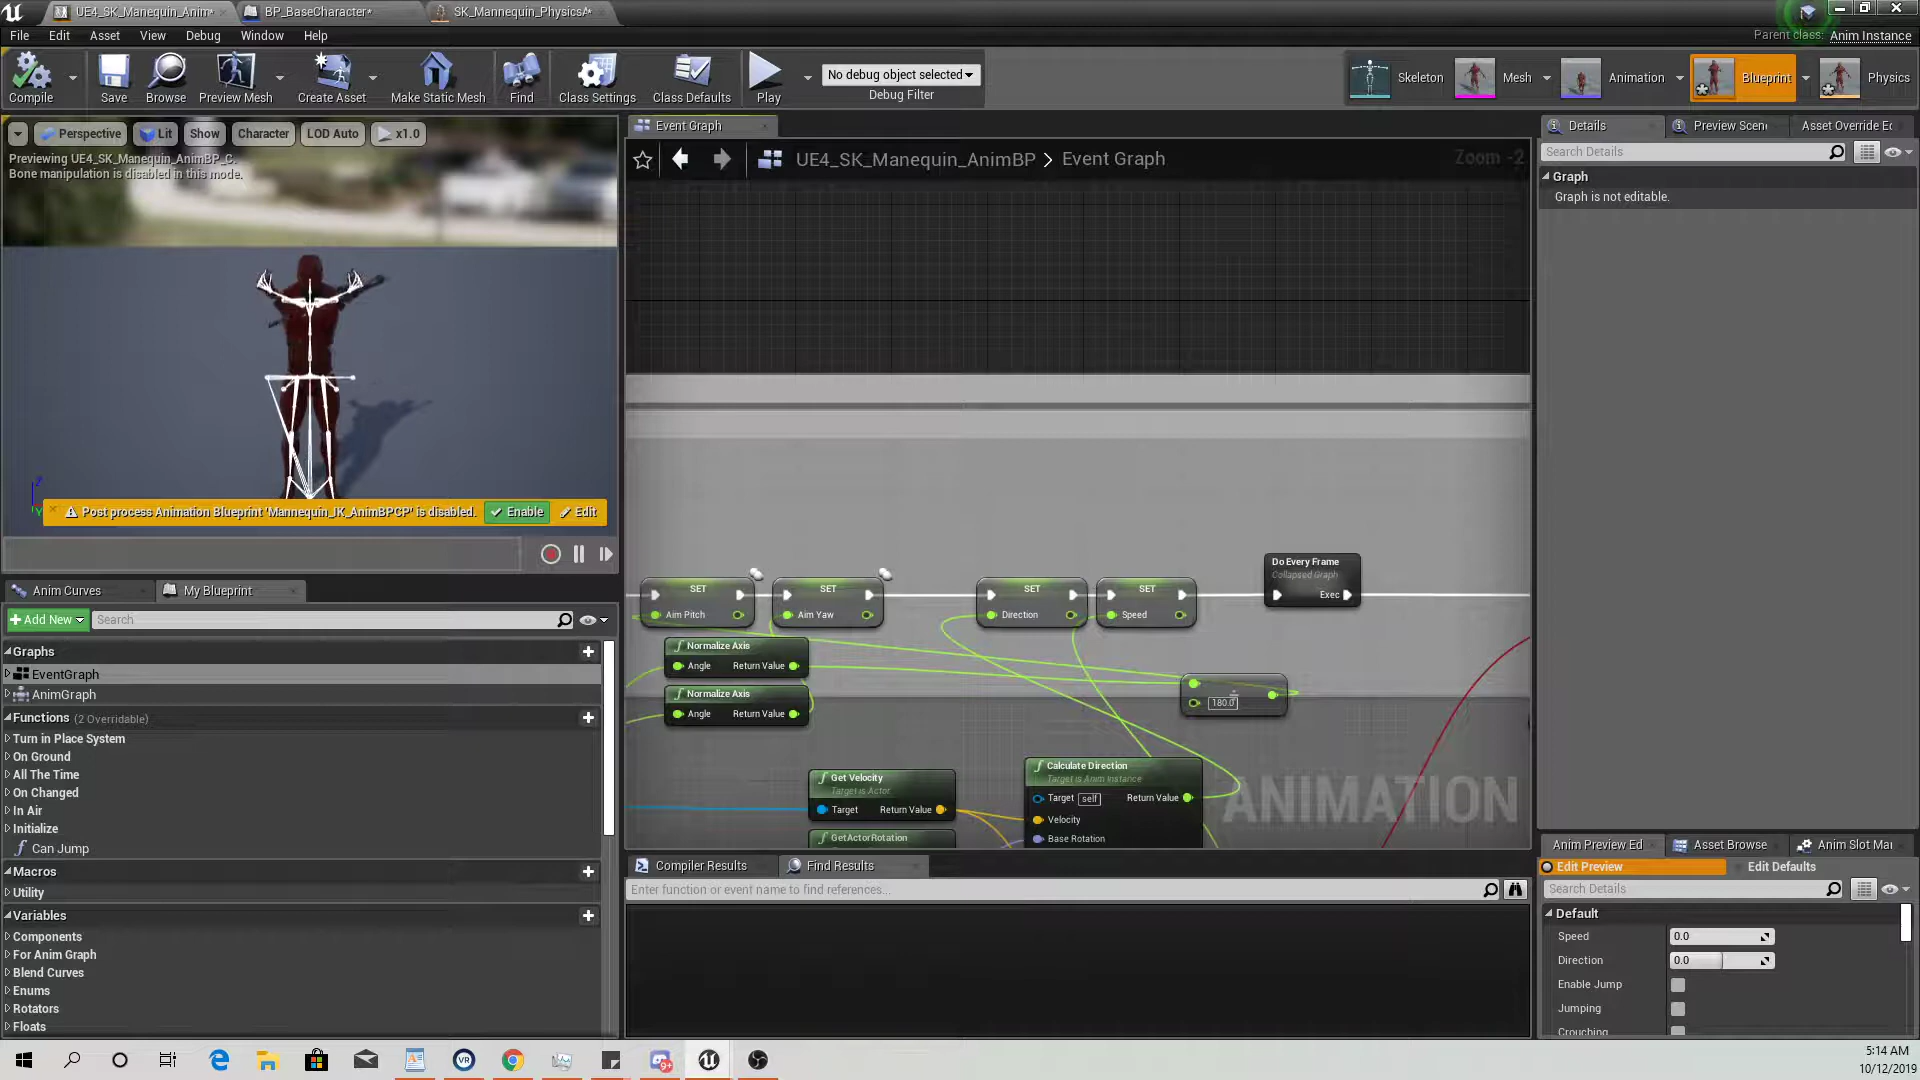 UE4_SK_Manequin_Anim*
BP_BaseCharacter*
SK_Mannequin_PhysicsA*
File Edit Asset View Debug Window Help
Parent class: Anim Instance
Compile
Save
Browse
Preview Mesh
Create Asset
Make Static Mesh
Find
Class Settings
Class Defaults
Play
No debug object selected
Debug Filter
Skeleton
Mesh
Animation
Blueprint
Physics
Perspective
Lit
Show
Character
LOD Auto
x1.0
Previewing UE4_SK_Manequin_AnimBP_C.
Bone manipulation is disabled in this mode.
Post process Animation Blueprint 'Mannequin_IK_AnimBPCP' is disabled.
Enable
Edit
Event Graph
UE4_SK_Manequin_AnimBP > Event Graph
Zoom -2
SET
Aim Pitch
SET
Aim Yaw
SET
Direction
SET
Speed
Do Every Frame
Collapsed Graph
Exec
Normalize Axis
Angle Return Value
Normalize Axis
Angle Return Value
180.0
Get Velocity
Target is Actor
Target Return Value
GetActorRotation
Calculate Direction
Target is Anim Instance
Target self Return Value
Velocity
Base Rotation
ANIMATION
Details
Preview Scen
Asset Override Ed
Search Details
Graph
Graph is not editable.
Anim Curves
My Blueprint
+ Add New
Search
Graphs
EventGraph
AnimGraph
Functions (2 Overridable)
Turn in Place System
On Ground
All The Time
On Changed
In Air
Initialize
Can Jump
Macros
Utility
Variables
Components
For Anim Graph
Blend Curves
Enums
Rotators
Floats
Compiler Results
Find Results
Enter function or event name to find references...
Anim Preview Ed
Asset Browse
Anim Slot Mar
Edit Preview
Edit Defaults
Search Details
Default
Speed 0.0
Direction 0.0
Enable Jump
Jumping
Crouching
VR
9+
5:14 AM
10/12/2019